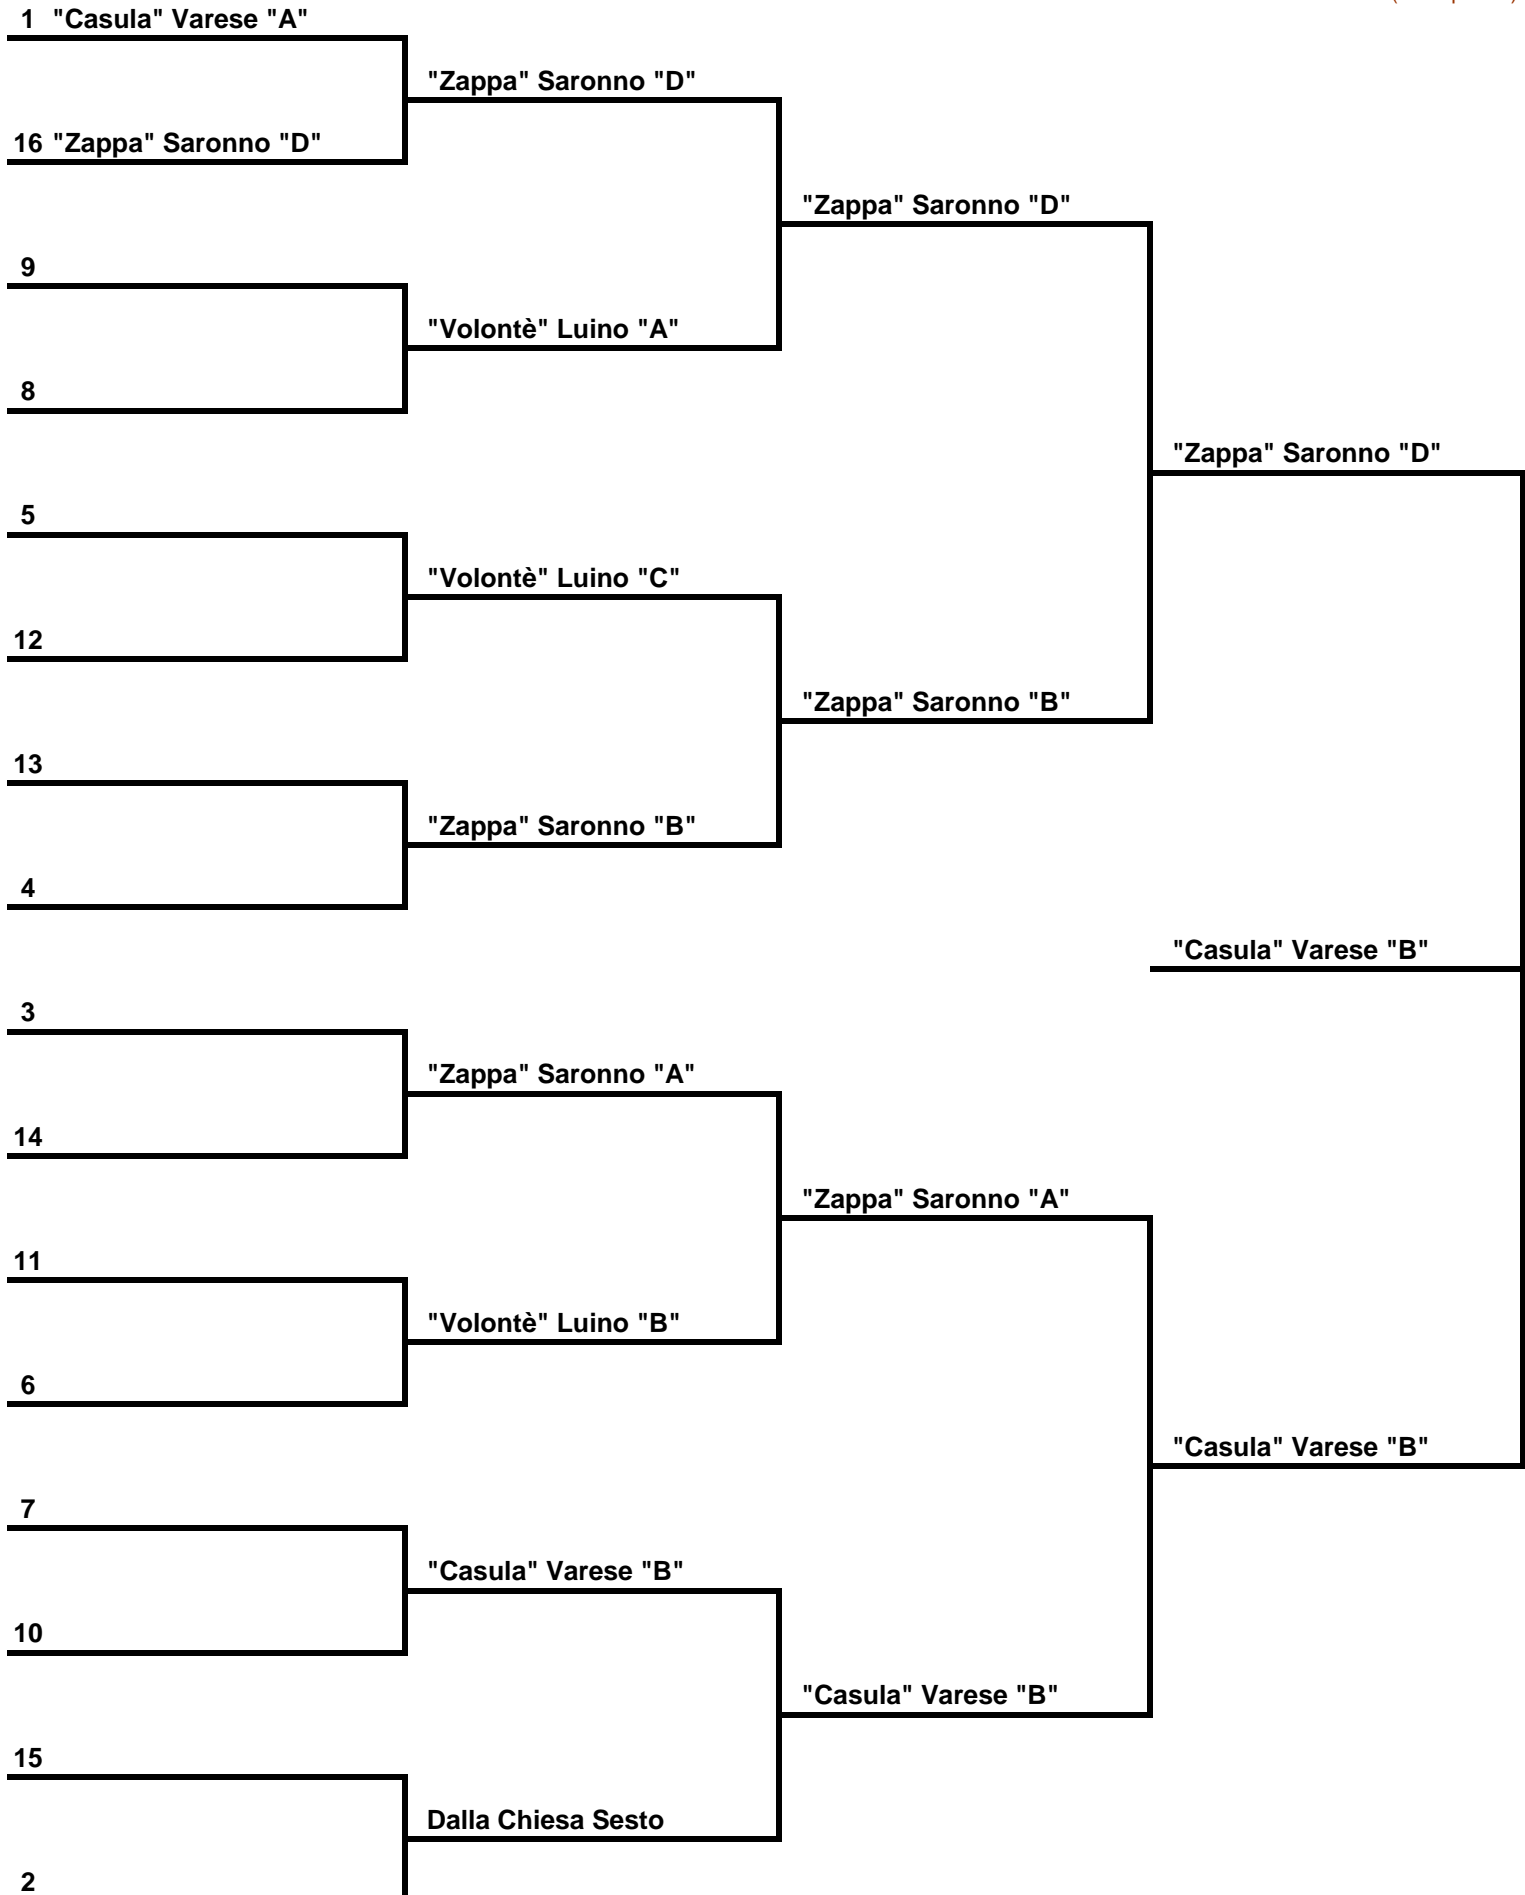 1 "Casula" Varese "A"
"Zappa" Saronno "D"
16 "Zappa" Saronno "D"
"Zappa" Saronno "D"
9
"Volontè" Luino "A"
8
"Zappa" Saronno "D"
5
"Volontè" Luino "C"
12
"Zappa" Saronno "B"
13
"Zappa" Saronno "B"
4
"Casula" Varese "B"
3
"Zappa" Saronno "A"
14
"Zappa" Saronno "A"
11
"Volontè" Luino "B"
6
"Casula" Varese "B"
7
"Casula" Varese "B"
10
"Casula" Varese "B"
15
Dalla Chiesa Sesto
2